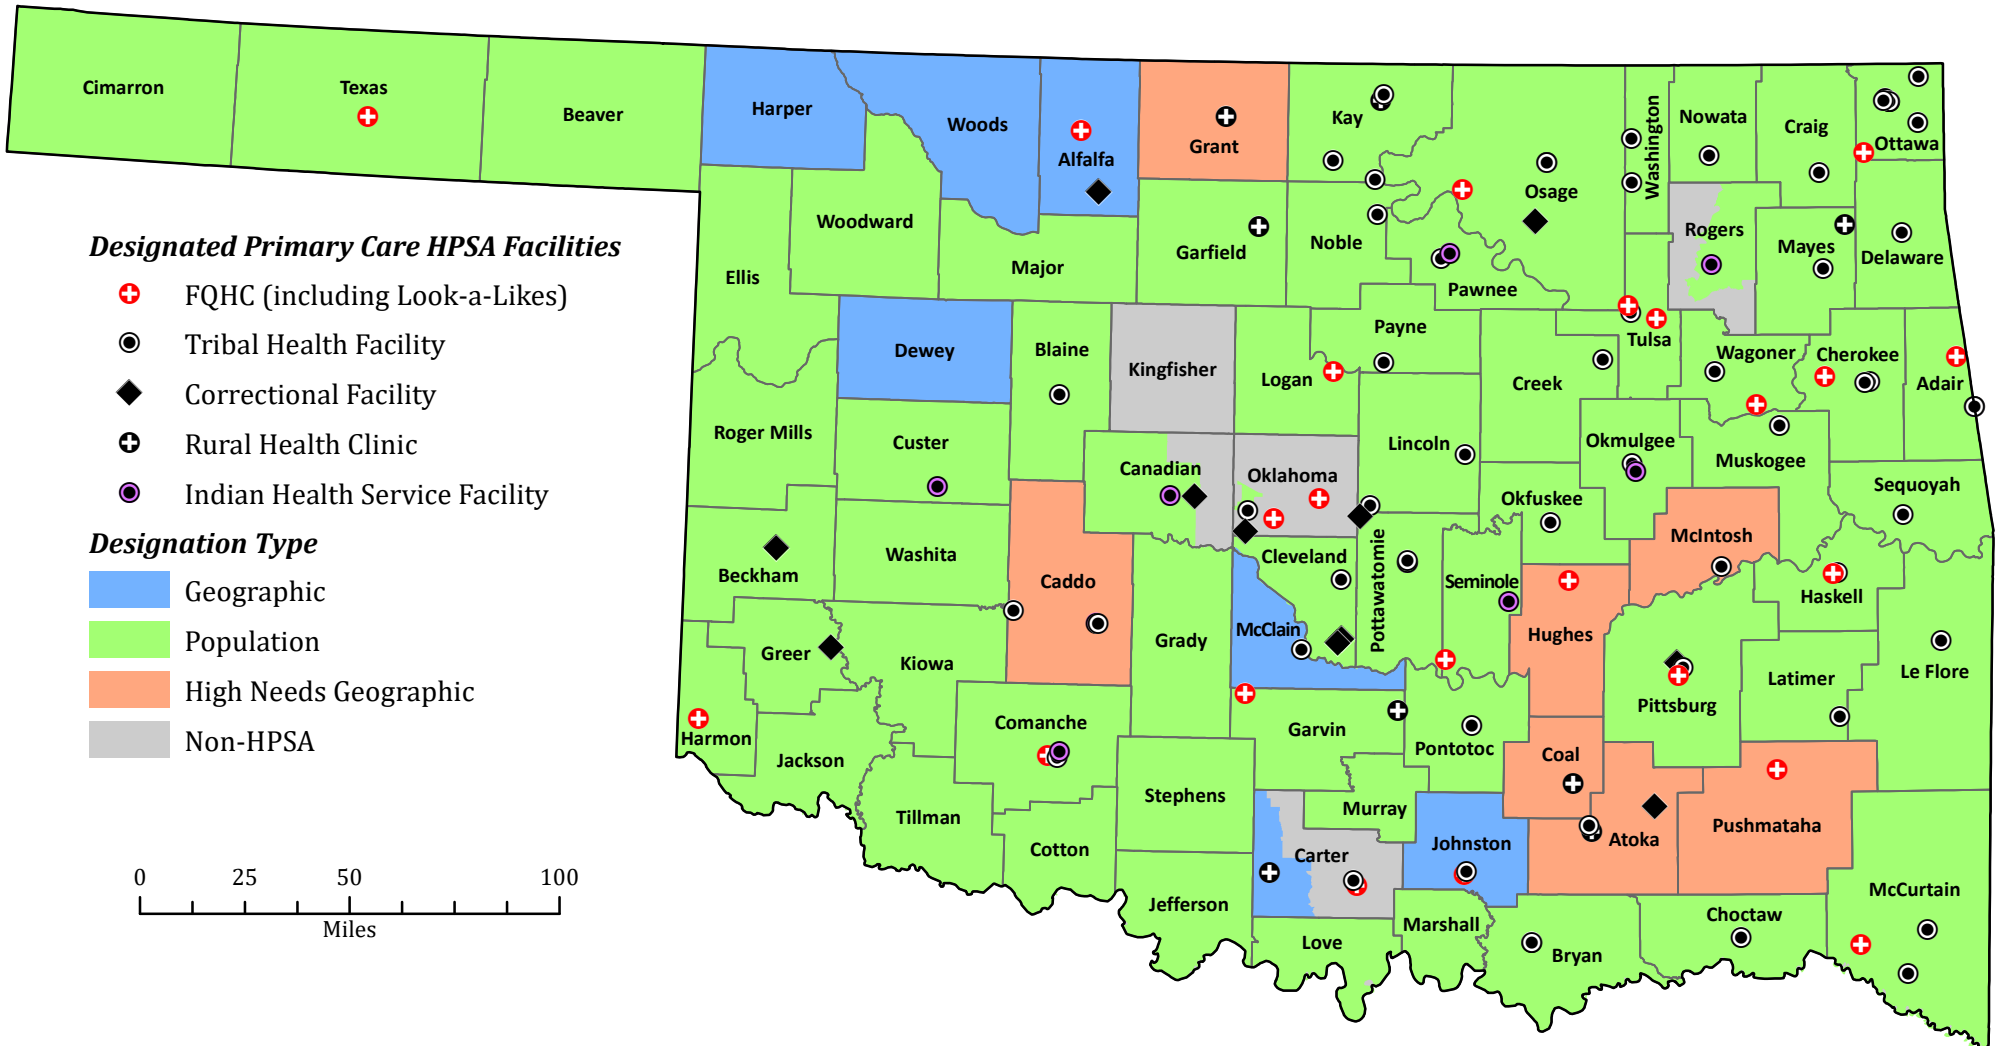 Cimarron
Texas
Beaver
Harper
Woods
Alfalfa
Grant
Kay
Osage
Washington
Nowata
Craig
Ottawa
Woodward
Ellis
Major
Garfield
Noble
Pawnee
Rogers
Mayes
Delaware
Designated Primary Care HPSA Facilities
FQHC (including Look-a-Likes)
Tribal Health Facility
Correctional Facility
Rural Health Clinic
Indian Health Service Facility
Designation Type
Geographic
Population
High Needs Geographic
Non-HPSA
Dewey
Blaine
Kingfisher
Logan
Payne
Creek
Tulsa
Wagoner
Cherokee
Adair
Roger Mills
Custer
Canadian
Oklahoma
Lincoln
Okmulgee
Muskogee
Sequoyah
Okfuskee
McIntosh
Beckham
Washita
Caddo
Grady
Cleveland
McClain
Pottawatomie
Seminole
Hughes
Haskell
Le Flore
Greer
Kiowa
Pittsburg
Latimer
Harmon
Jackson
Comanche
Garvin
Pontotoc
Coal
Tillman
Cotton
Stephens
Murray
Carter
Johnston
Atoka
Pushmataha
Jefferson
Love
Marshall
Bryan
Choctaw
McCurtain
0 25 50 100
Miles